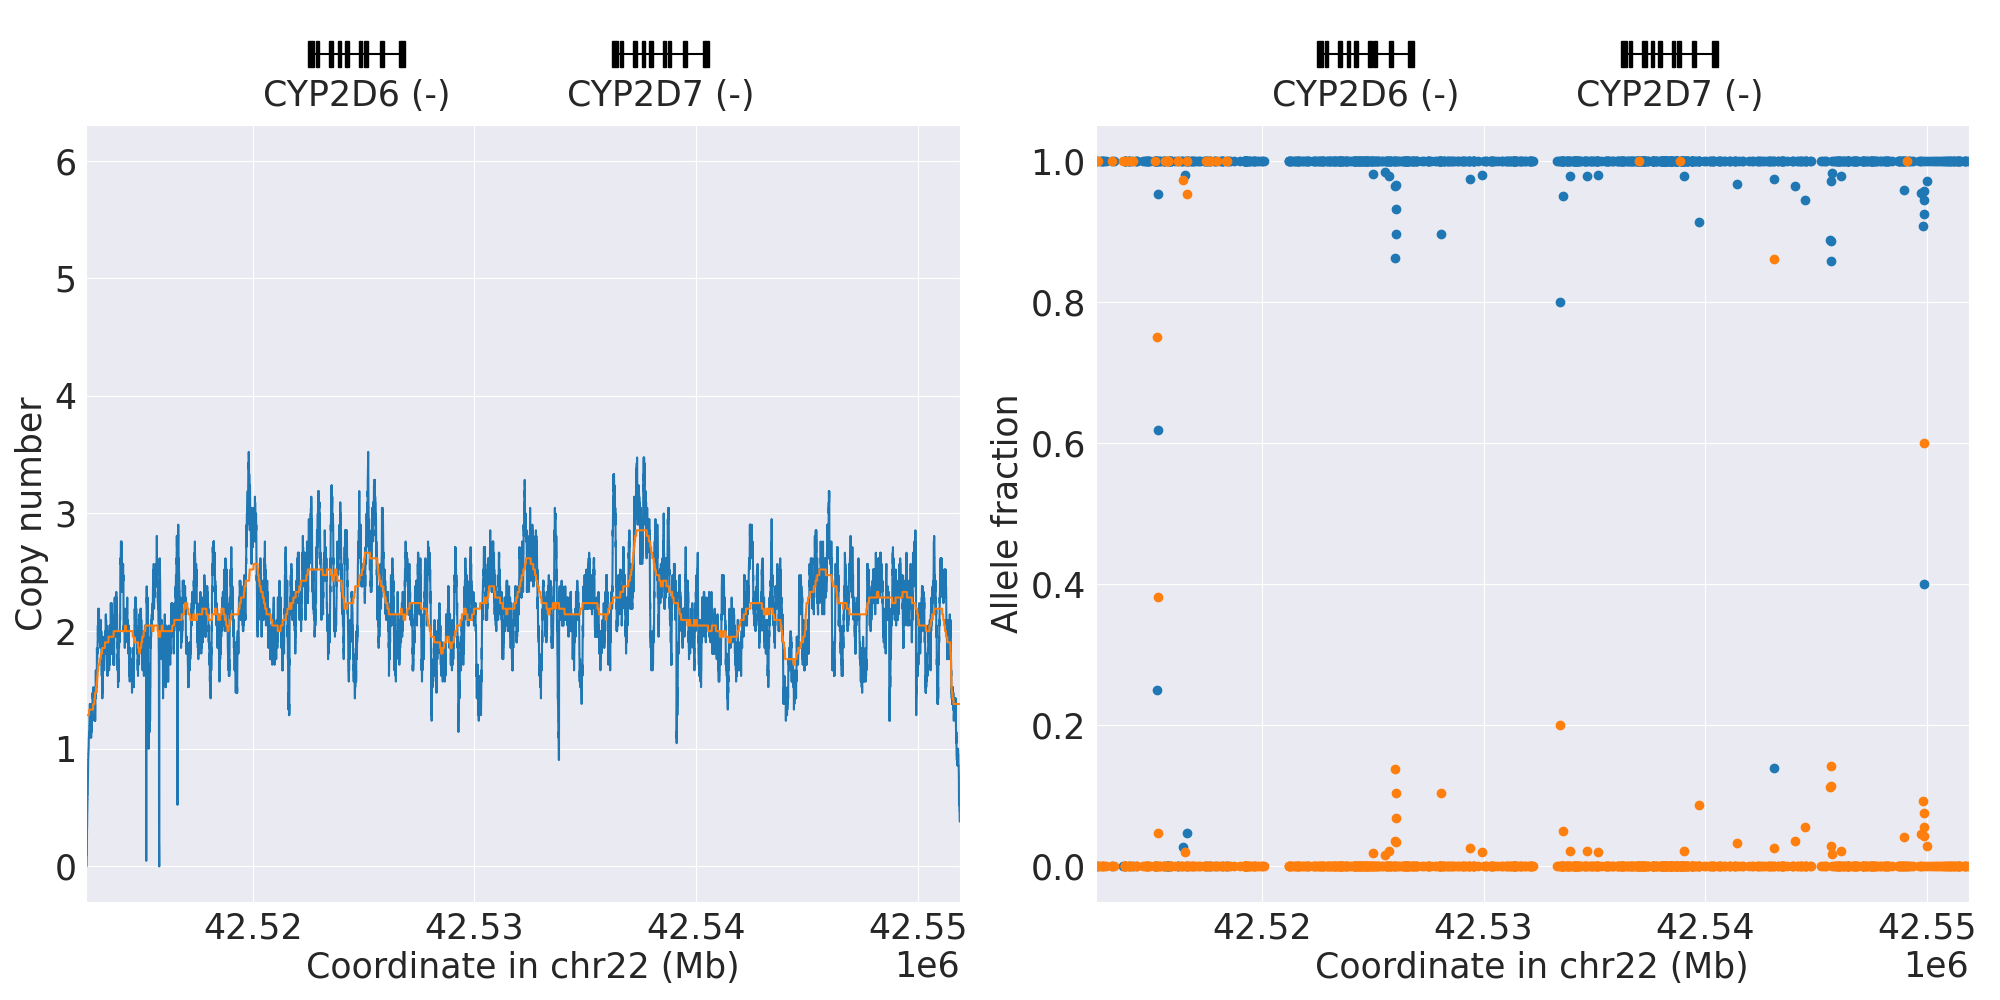 CYP2D6 (-)
CYP2D7 (-)
6
5
4
3
2
1
0
Copy number
42.52
42.53
42.54
42.55
Coordinate in chr22 (Mb)
1e6
CYP2D6 (-)
CYP2D7 (-)
1.0
0.8
0.6
0.4
0.2
0.0
Allele fraction
42.52
42.53
42.54
42.55
Coordinate in chr22 (Mb)
1e6